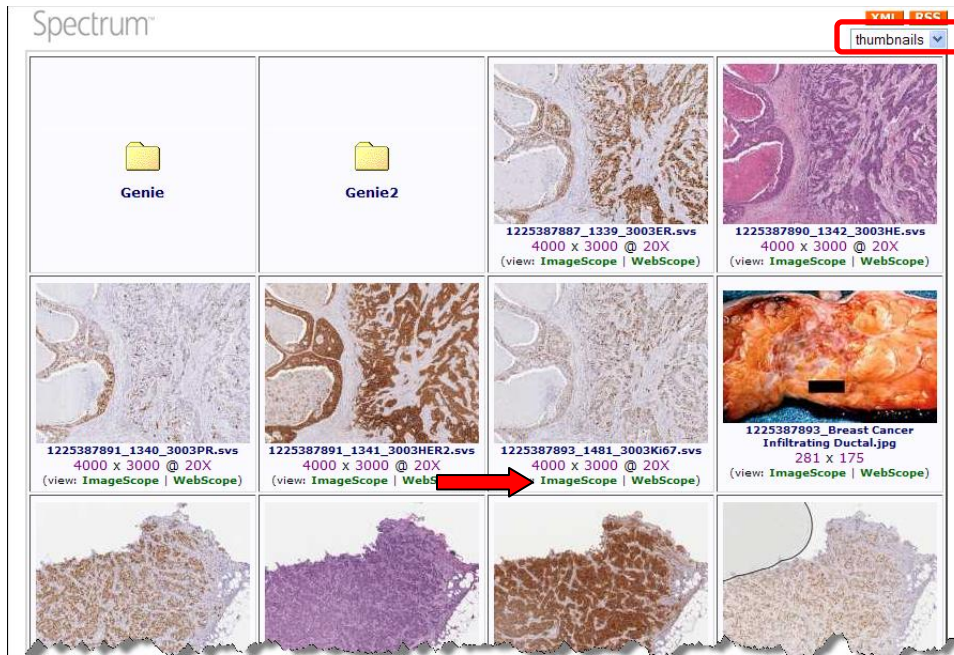 Spectrum™
XML RSS
thumbnails
Genie
Genie2
1225387887_1339_3003ER.svs
4000 x 3000 @ 20X
(view: ImageScope | WebScope)
1225387890_1342_3003HE.svs
4000 x 3000 @ 20X
(view: ImageScope | WebScope)
1225387891_1340_3003PR.svs
4000 x 3000 @ 20X
(view: ImageScope | WebScope)
1225387891_1341_3003HER2.svs
4000 x 3000 @ 20X
(view: ImageScope |
1225387893_1481_3003Ki67.svs
4000 x 3000 @ 20X
ImageScope | WebScope)
1225387893_Breast Cancer
Infiltrating Ductal.jpg
281 x 175
(view: ImageScope | WebScope)